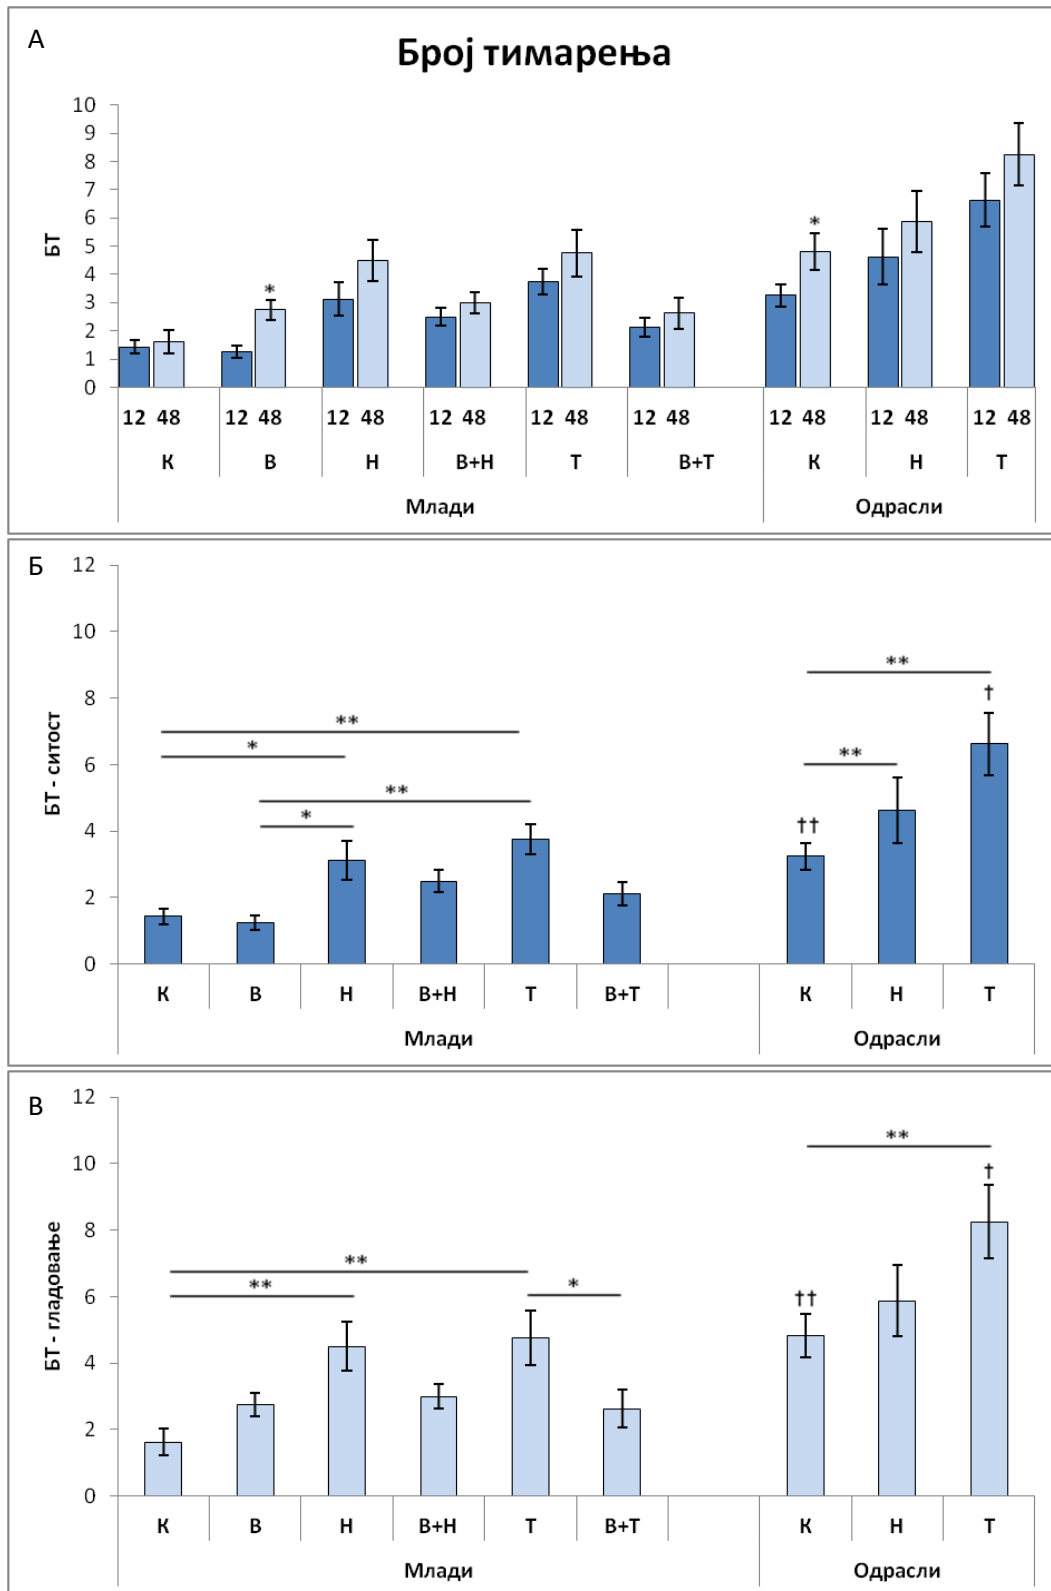 А
Број тимарења
10
9
8
7
6
5
4
3
2
1
0
БТ
*
*
12 48 12 48 12 48 12 48 12 48 12 48 12 48 12 48 12 48
К В Н В+Н Т В+Т К Н Т
Млади Одрасли
Б
12
10
8
6
4
2
0
БТ - ситост
**
†
**
*
**
**
*
††
К В Н В+Н Т В+Т К Н Т
Млади Одрасли
В
12
10
8
6
4
2
0
БТ - гладовање
**
†
**
**
*
††
К В Н В+Н Т В+Т К Н Т
Млади Одрасли